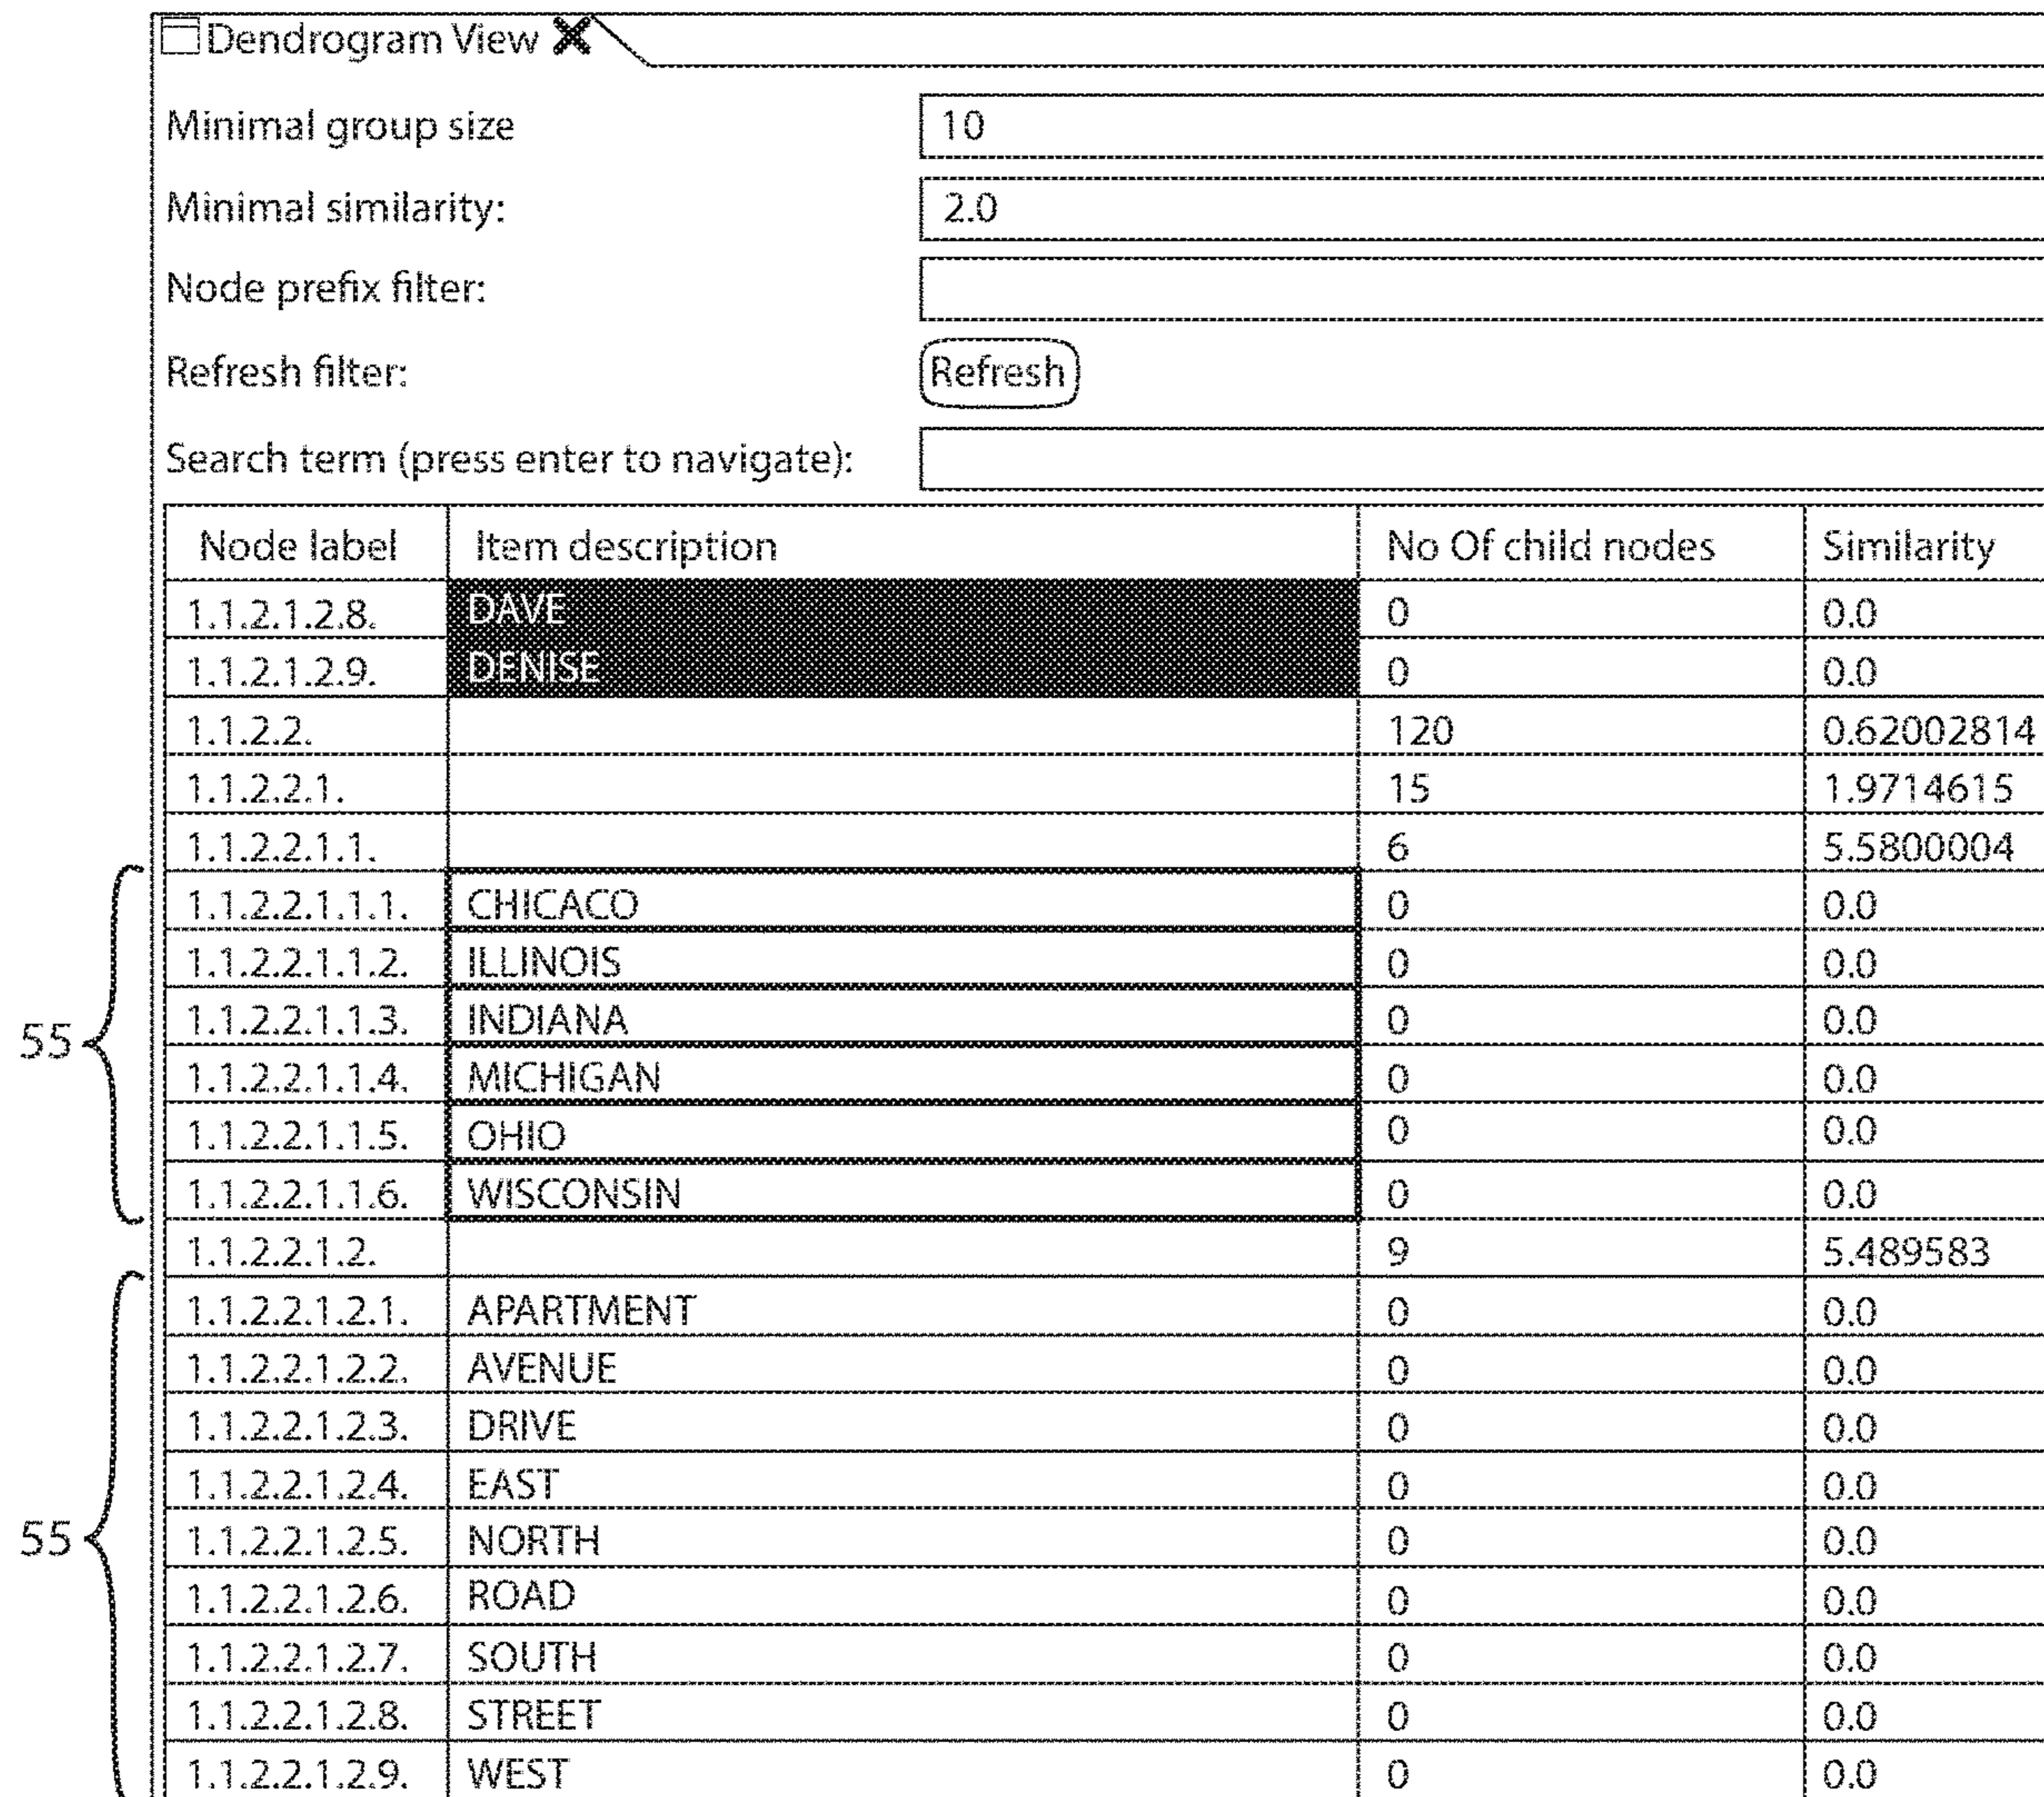 Dendrogram View
Minimal group size 10
Minimal similarity: 2.0
Node prefix filter:
Refresh filter: Refresh
Search term (press enter to navigate):
Node label Item description No Of child nodes Similarity
1.1.2.1.2.8. DAVE 0 0.0
1.1.2.1.2.9. DENISE 0 0.0
1.1.2.2. 120 0.62002814
1.1.2.2.1. 15 1.9714615
1.1.2.2.1.1. 6 5.5800004
1.1.2.2.1.1.1. CHICACO 0 0.0
1.1.2.2.1.1.2. ILLINOIS 0 0.0
1.1.2.2.1.1.3. INDIANA 0 0.0
55
1.1.2.2.1.1.4. MICHIGAN 0 0.0
1.1.2.2.1.1.5. OHIO 0 0.0
1.1.2.2.1.1.6. WISCONSIN 0 0.0
1.1.2.2.1.2. 9 5.489583
1.1.2.2.1.2.1. APARTMENT 0 0.0
1.1.2.2.1.2.2. AVENUE 0 0.0
1.1.2.2.1.2.3. DRIVE 0 0.0
1.1.2.2.1.2.4. EAST 0 0.0
55 1.1.2.2.1.2.5. NORTH 0 0.0
1.1.2.2.1.2.6. ROAD 0 0.0
1.1.2.2.1.2.7. SOUTH 0 0.0
1.1.2.2.1.2.8. STREET 0 0.0
1.1.2.2.1.2.9. WEST 0 0.0